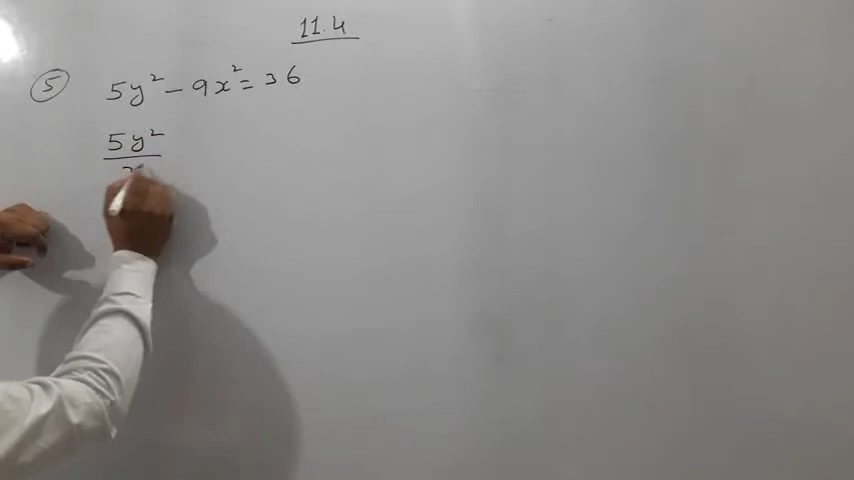 11.4
⑤ 5y² - 9x² = 36
5y²